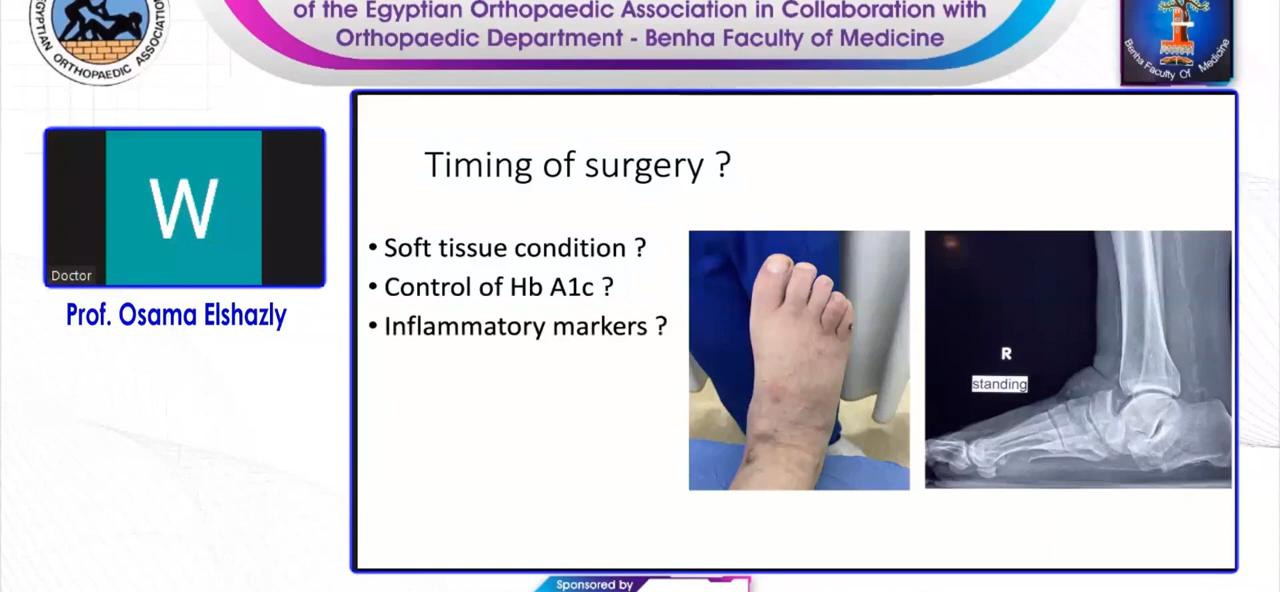 of the Egyptian Orthopaedic Association in Collaboration with
Orthopaedic Department - Benha Faculty of Medicine
EGYPTIAN ORTHOPAEDIC ASSOCIATION
Benha Faculty Of Medicine
W
Doctor
Prof. Osama Elshazly
Timing of surgery ?
• Soft tissue condition ?
• Control of Hb A1c ?
• Inflammatory markers ?
R
standing
Sponsored by